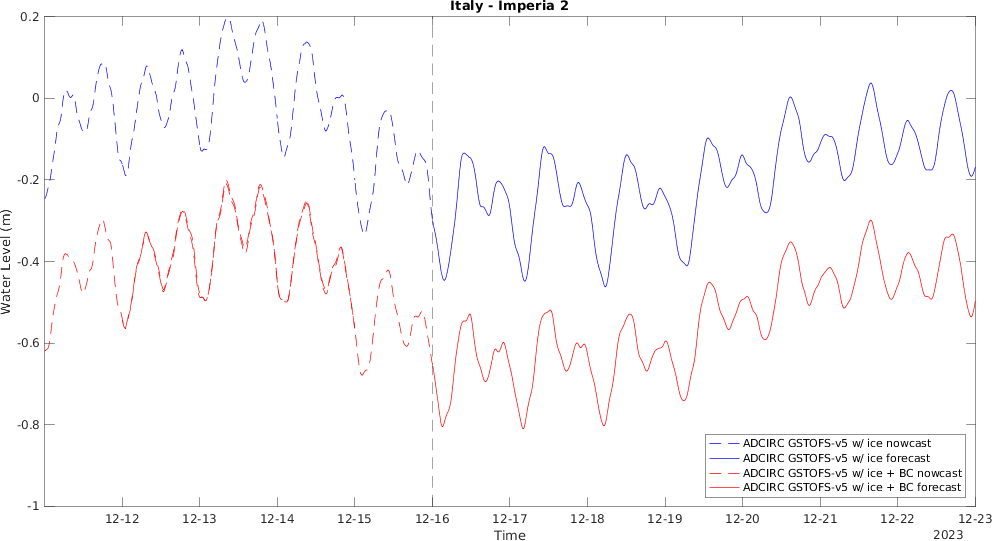 Italy - Imperia 2
Water Level (m)
0.2
0
-0.2
-0.4
-0.6
-0.8
-1
12-12 12-13 12-14 12-15 12-16 12-17 12-18 12-19 12-20 12-21 12-22 12-23
Time
2023
ADCIRC GSTOFS-v5 w/ ice nowcast
ADCIRC GSTOFS-v5 w/ ice forecast
ADCIRC GSTOFS-v5 w/ ice + BC nowcast
ADCIRC GSTOFS-v5 w/ ice + BC forecast